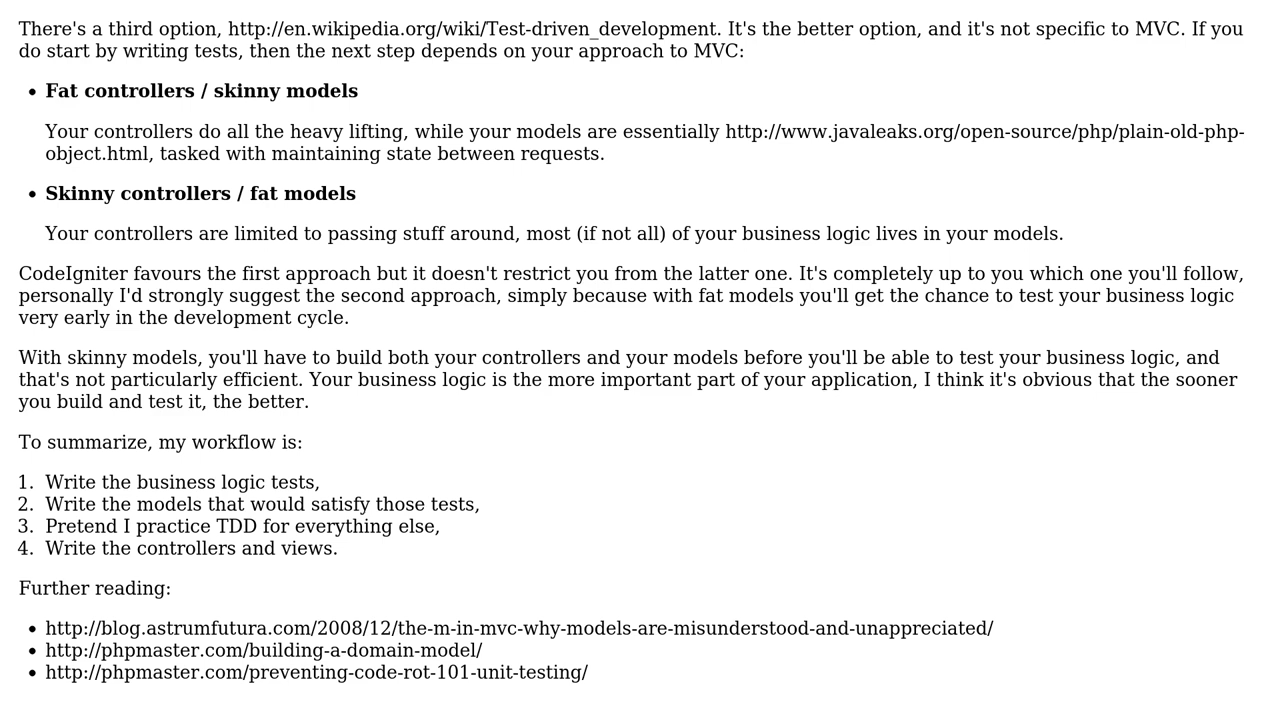 There's a third option, http://en.wikipedia.org/wiki/Test-driven_development. It's the better option, and it's not specific to MVC. If you
do start by writing tests, then the next step depends on your approach to MVC:
• Fat controllers / skinny models
Your controllers do all the heavy lifting, while your models are essentially http://www.javaleaks.org/open-source/php/plain-old-php-
object.html, tasked with maintaining state between requests.
• Skinny controllers / fat models
Your controllers are limited to passing stuff around, most (if not all) of your business logic lives in your models.
CodeIgniter favours the first approach but it doesn't restrict you from the latter one. It's completely up to you which one you'll follow,
personally I'd strongly suggest the second approach, simply because with fat models you'll get the chance to test your business logic
very early in the development cycle.
With skinny models, you'll have to build both your controllers and your models before you'll be able to test your business logic, and
that's not particularly efficient. Your business logic is the more important part of your application, I think it's obvious that the sooner
you build and test it, the better.
To summarize, my workflow is:
1. Write the business logic tests,
2. Write the models that would satisfy those tests,
3. Pretend I practice TDD for everything else,
4. Write the controllers and views.
Further reading:
• http://blog.astrumfutura.com/2008/12/the-m-in-mvc-why-models-are-misunderstood-and-unappreciated/
• http://phpmaster.com/building-a-domain-model/
• http://phpmaster.com/preventing-code-rot-101-unit-testing/